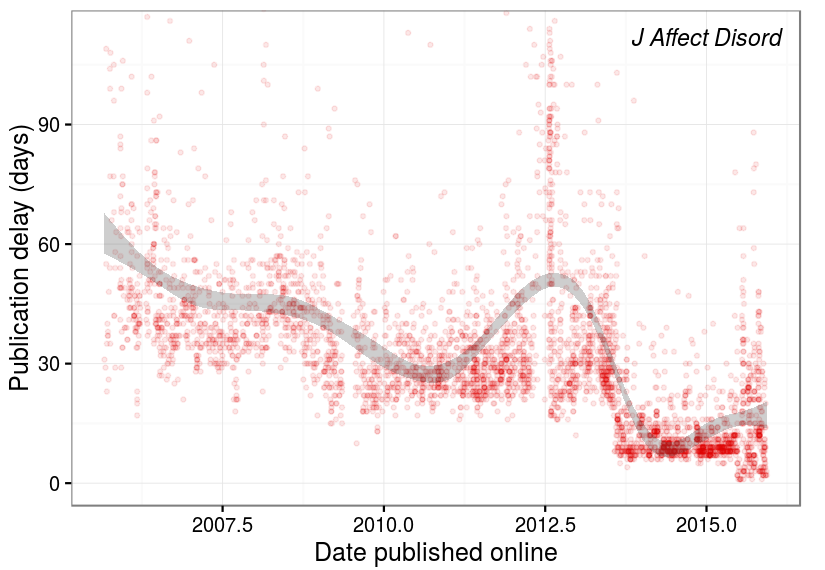 J Affect Disord
Publication delay (days)
90
60
30
0
2007.5 2010.0 2012.5 2015.0
Date published online